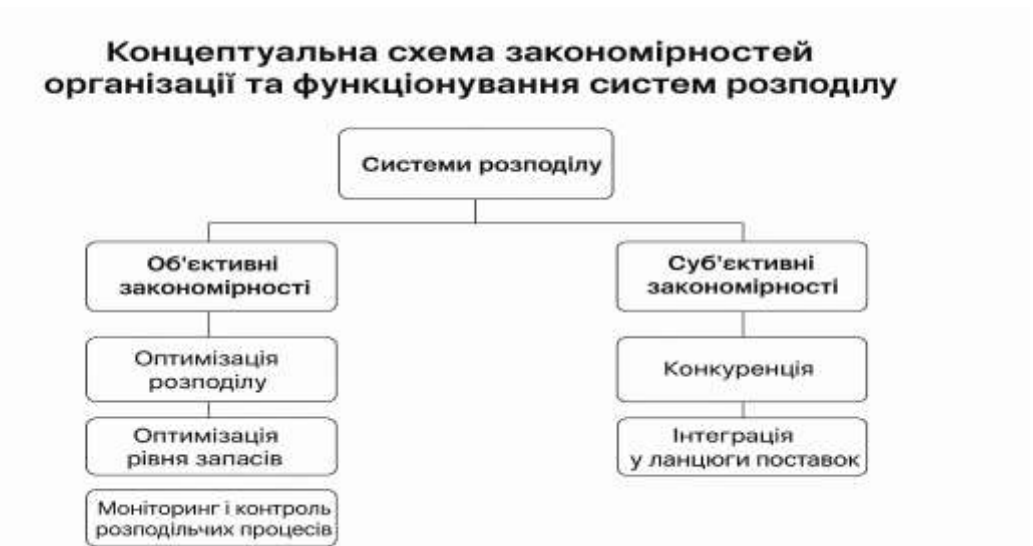 Концептуальна схема закономірностей
організації та функціонування систем розподілу
Системи розподілу
Об'єктивні
закономірності
Суб'єктивні
закономірності
Оптимізація
розподілу
Конкуренція
Оптимізація
рівня запасів
Інтеграція
у ланцюги поставок
Моніторинг і контроль
розподільчих процесів